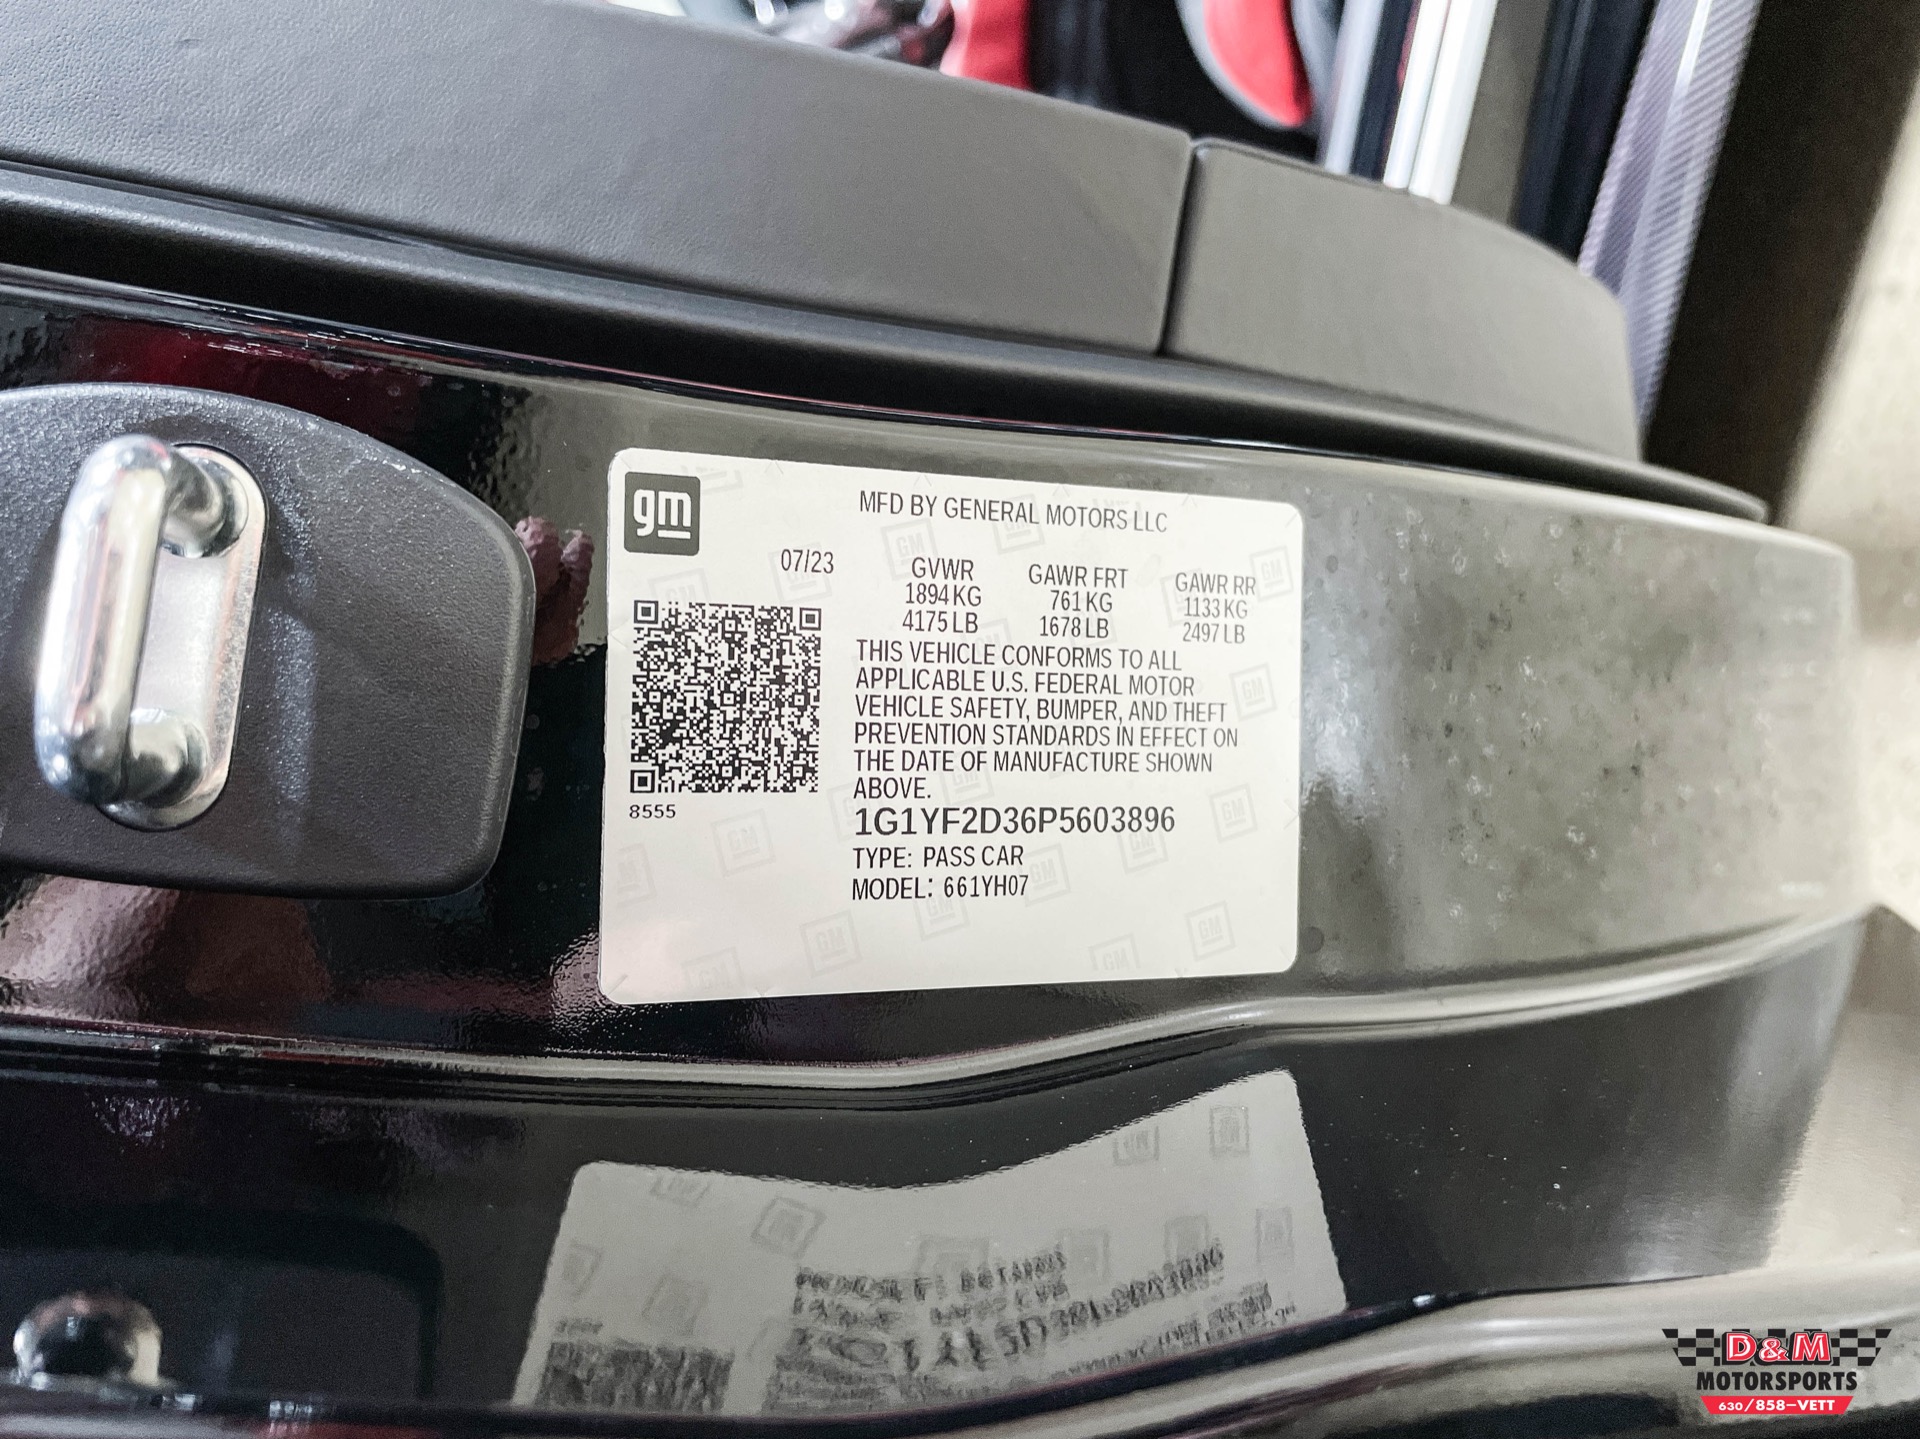 gm
MFD BY GENERAL MOTORS LLC
07/23
GVWR GAWR FRT GAWR RR
1894 KG 761 KG 1133 KG
4175 LB 1678 LB 2497 LB
THIS VEHICLE CONFORMS TO ALL
APPLICABLE U.S. FEDERAL MOTOR
VEHICLE SAFETY, BUMPER, AND THEFT
PREVENTION STANDARDS IN EFFECT ON
THE DATE OF MANUFACTURE SHOWN
ABOVE.
8555
1G1YF2D36P5603896
TYPE: PASS CAR
MODEL: 661YH07
D&M
MOTORSPORTS
630/858-VETT